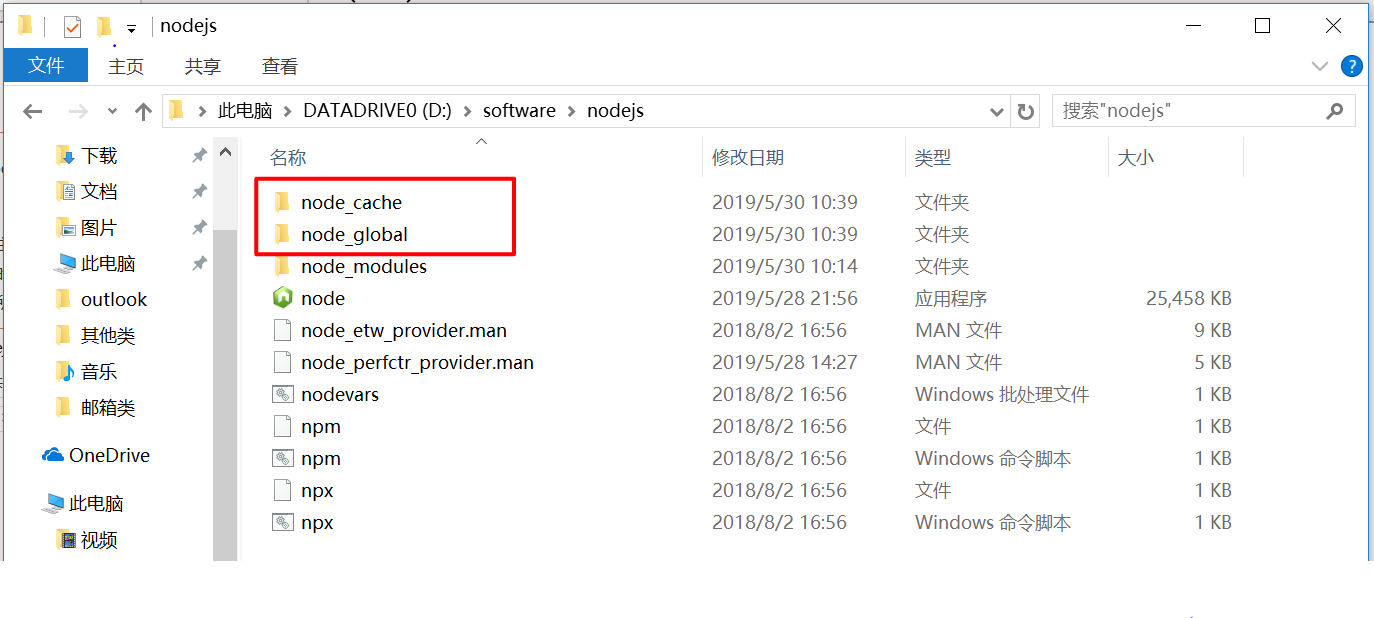 nodejs
文件 主页 共享 查看
此电脑 DATADRIVE0 (D:) software nodejs 搜索"nodejs"
名称 修改日期 类型 大小
下载
文档
图片
此电脑
outlook
其他类
音乐
邮箱类
OneDrive
此电脑
视频
node_cache 2019/5/30 10:39 文件夹
node_global 2019/5/30 10:39 文件夹
node_modules 2019/5/30 10:14 文件夹
node 2019/5/28 21:56 应用程序 25,458 KB
node_etw_provider.man 2018/8/2 16:56 MAN 文件 9 KB
node_perfctr_provider.man 2019/5/28 14:27 MAN 文件 5 KB
nodevars 2018/8/2 16:56 Windows 批处理文件 1 KB
npm 2018/8/2 16:56 文件 1 KB
npm 2018/8/2 16:56 Windows 命令脚本 1 KB
npx 2018/8/2 16:56 文件 1 KB
npx 2018/8/2 16:56 Windows 命令脚本 1 KB